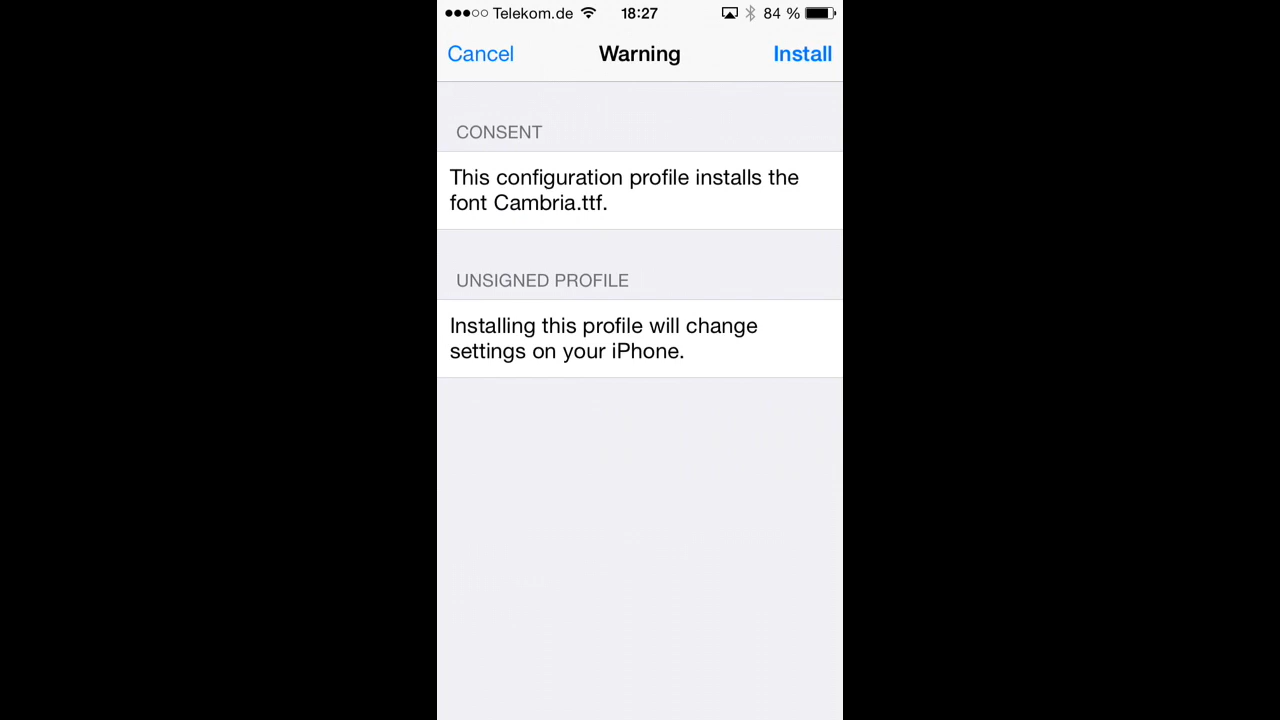 Telekom.de 18:27 84 %
Cancel Warning Install
CONSENT
This configuration profile installs the
font Cambria.ttf.
UNSIGNED PROFILE
Installing this profile will change
settings on your iPhone.